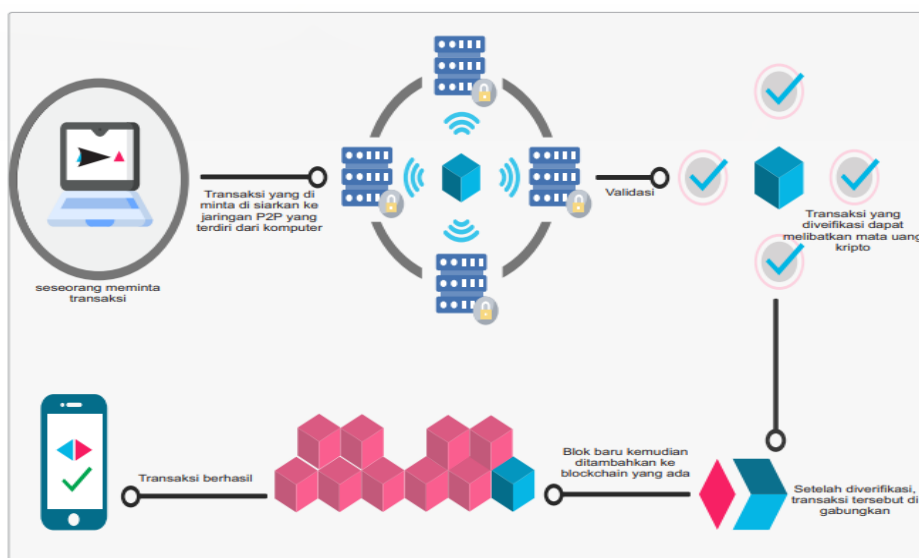 seseorang meminta
transaksi
Transaksi yang di
minta di siarkan ke
jaringan P2P yang
terdiri dari komputer
Validasi
Transaksi yang
diveifikasi dapat
melibatkan mata uang
kripto
Setelah diverifikasi,
transaksi tersebut di
gabungkan
Blok baru kemudian
ditambahkan ke
blockchain yang ada
Transaksi berhasil